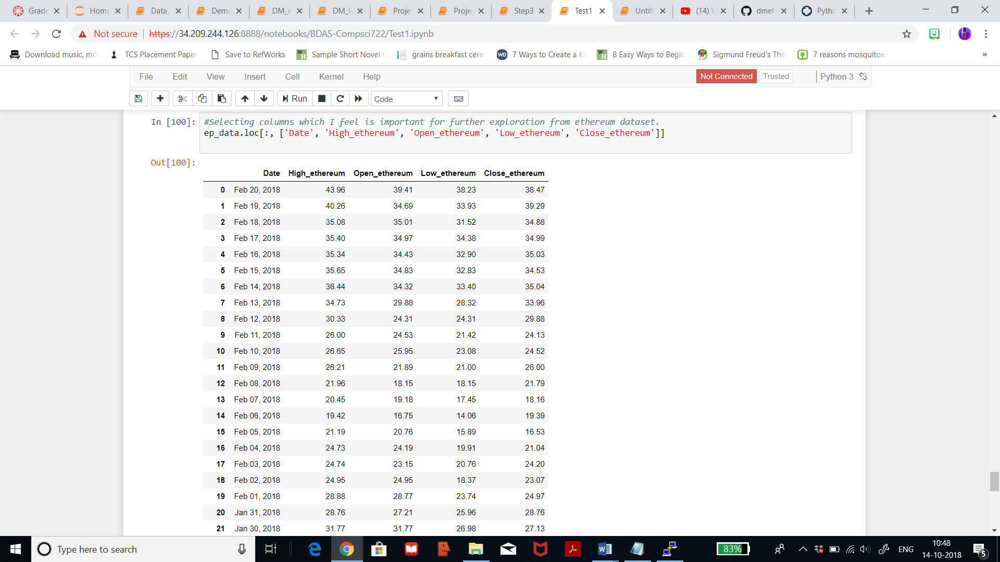 Grade Home Data_ Demo DM_e DM_li Projec Projec Step3 Test1 Untitl (14) V dmeh Pytho
Not secure https://34.209.244.126:8888/notebooks/BDAS-Compsci722/Test1.ipynb
Download music, mo TCS Placement Paper Save to RefWorks Sample Short Novel grains breakfast cere 7 Ways to Create a Ki 8 Easy Ways to Begin Sigmund Freud's The 7 reasons mosquitoe »
File Edit View Insert Cell Kernel Help Not Connected Trusted Python 3
Run Code
In [100]: #Selecting columns which I feel is important for further exploration from ethereum dataset.
ep_data.loc[:, ['Date', 'High_ethereum', 'Open_ethereum', 'Low_ethereum', 'Close_ethereum']]
Out[100]:
Date High_ethereum Open_ethereum Low_ethereum Close_ethereum
0 Feb 20, 2018 43.96 39.41 38.23 38.47
1 Feb 19, 2018 40.26 34.69 33.93 39.29
2 Feb 18, 2018 35.08 35.01 31.52 34.88
3 Feb 17, 2018 35.40 34.97 34.38 34.99
4 Feb 16, 2018 35.34 34.43 32.90 35.03
5 Feb 15, 2018 35.65 34.83 32.83 34.53
6 Feb 14, 2018 36.44 34.32 33.40 35.04
7 Feb 13, 2018 34.73 29.88 28.32 33.96
8 Feb 12, 2018 30.33 24.31 24.31 29.88
9 Feb 11, 2018 26.00 24.53 21.42 24.13
10 Feb 10, 2018 26.65 25.95 23.08 24.52
11 Feb 09, 2018 26.21 21.89 21.00 26.00
12 Feb 08, 2018 21.96 18.15 18.15 21.79
13 Feb 07, 2018 20.45 19.18 17.45 18.16
14 Feb 06, 2018 19.42 16.75 14.06 19.39
15 Feb 05, 2018 21.19 20.76 15.89 16.53
16 Feb 04, 2018 24.73 24.19 19.91 21.04
17 Feb 03, 2018 24.74 23.15 20.76 24.20
18 Feb 02, 2018 24.95 24.95 18.37 23.07
19 Feb 01, 2018 28.88 28.77 23.74 24.97
20 Jan 31, 2018 28.76 27.21 25.96 28.76
21 Jan 30, 2018 31.77 31.77 26.98 27.13
Type here to search 83% ENG 10:48
14-10-2018 5